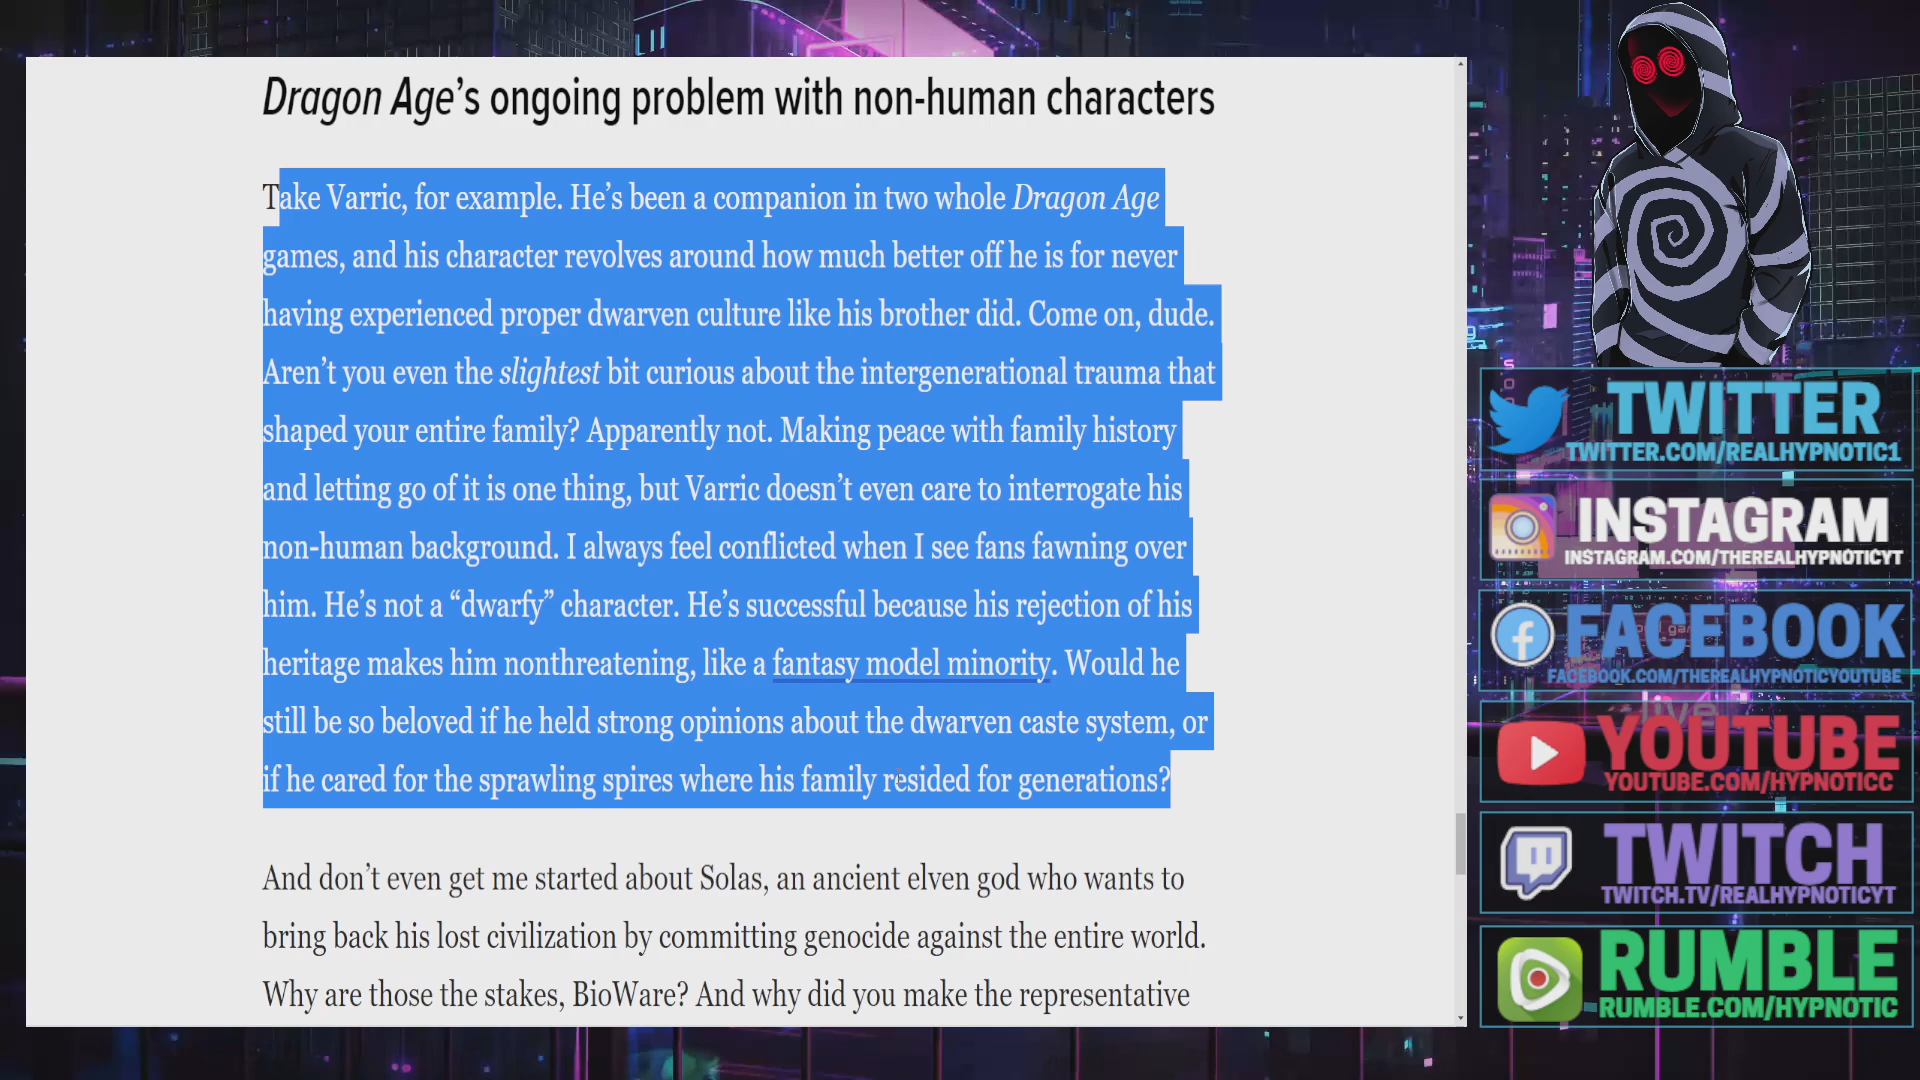 Dragon Age's ongoing problem with non-human characters
Take Varric, for example. He's been a companion in two whole Dragon Age
games, and his character revolves around how much better off he is for never
having experienced proper dwarven culture like his brother did. Come on, dude.
Aren't you even the slightest bit curious about the intergenerational trauma that
shaped your entire family? Apparently not. Making peace with family history
and letting go of it is one thing, but Varric doesn't even care to interrogate his
non-human background. I always feel conflicted when I see fans fawning over
him. He's not a “dwarfy” character. He's successful because his rejection of his
heritage makes him nonthreatening, like a fantasy model minority. Would he
still be so beloved if he held strong opinions about the dwarven caste system, or
if he cared for the sprawling spires where his family resided for generations?
And don't even get me started about Solas, an ancient elven god who wants to
bring back his lost civilization by committing genocide against the entire world.
Why are those the stakes, BioWare? And why did you make the representative
TWITTER
TWITTER.COM/REALHYPNOTIC1
INSTAGRAM
INSTAGRAM.COM/THEREALHYPNOTICYT
FACEBOOK
FACEBOOK.COM/THEREALHYPNOTICYOUTUBE
live
YOUTUBE
YOUTUBE.COM/HYPNOTICC
TWITCH
TWITCH.TV/REALHYPNOTICYT
RUMBLE
RUMBLE.COM/HYPNOTIC